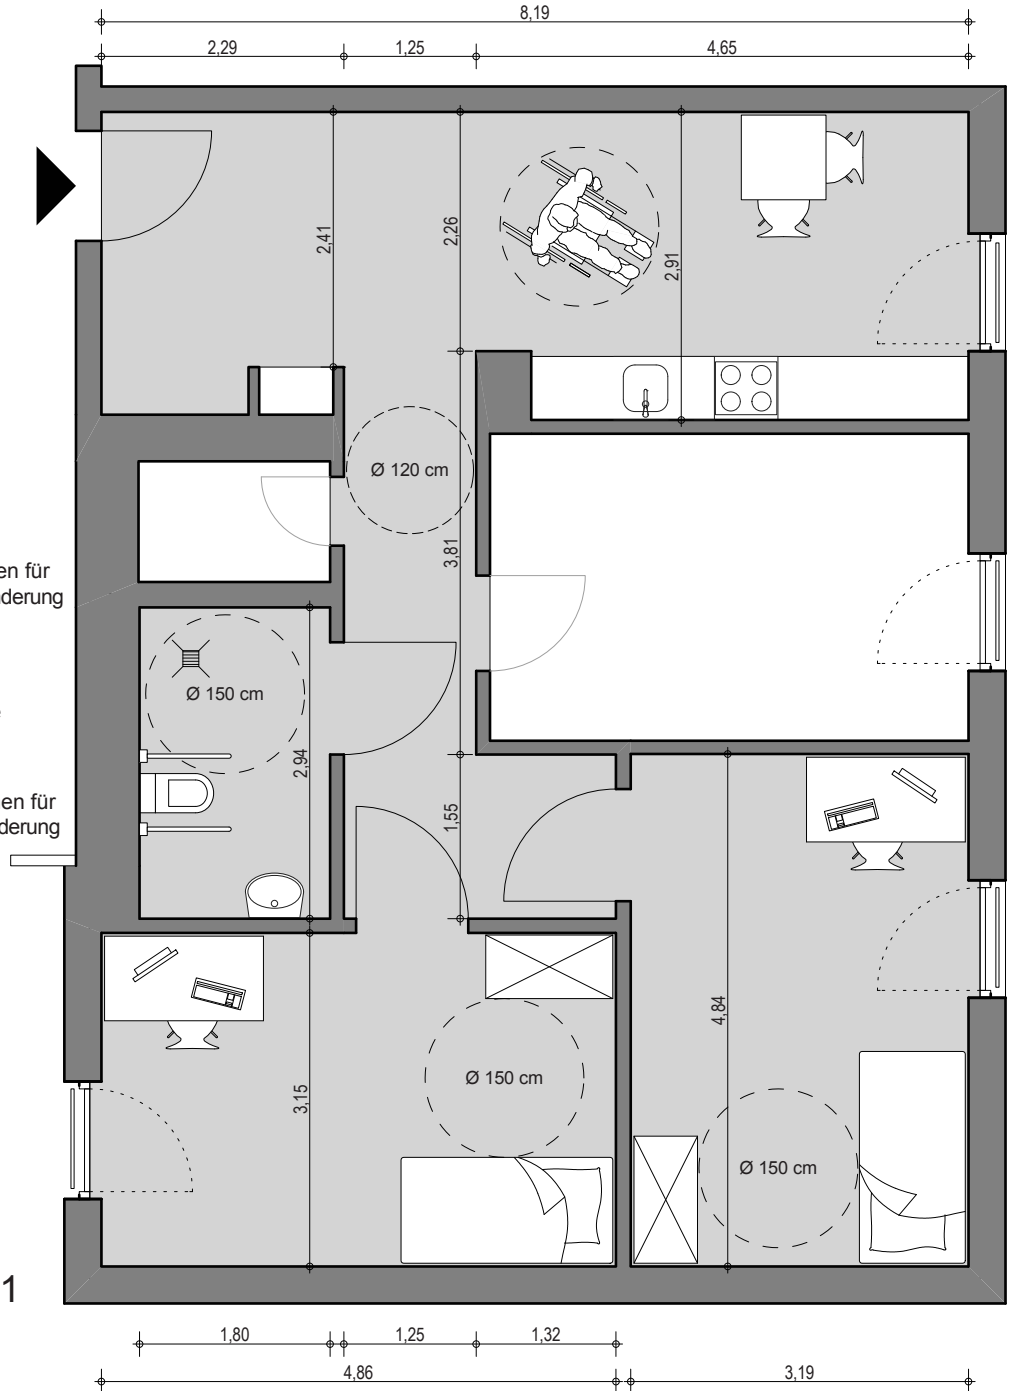 8,19
2,29
1,25
4,65
2,41
2,26
2,91
Ø 120 cm
3,81
en für
derung
Ø 150 cm
2,94
en für
derung
1,55
4,84
3,15
Ø 150 cm
Ø 150 cm
1
1,80
1,25
1,32
4,86
3,19